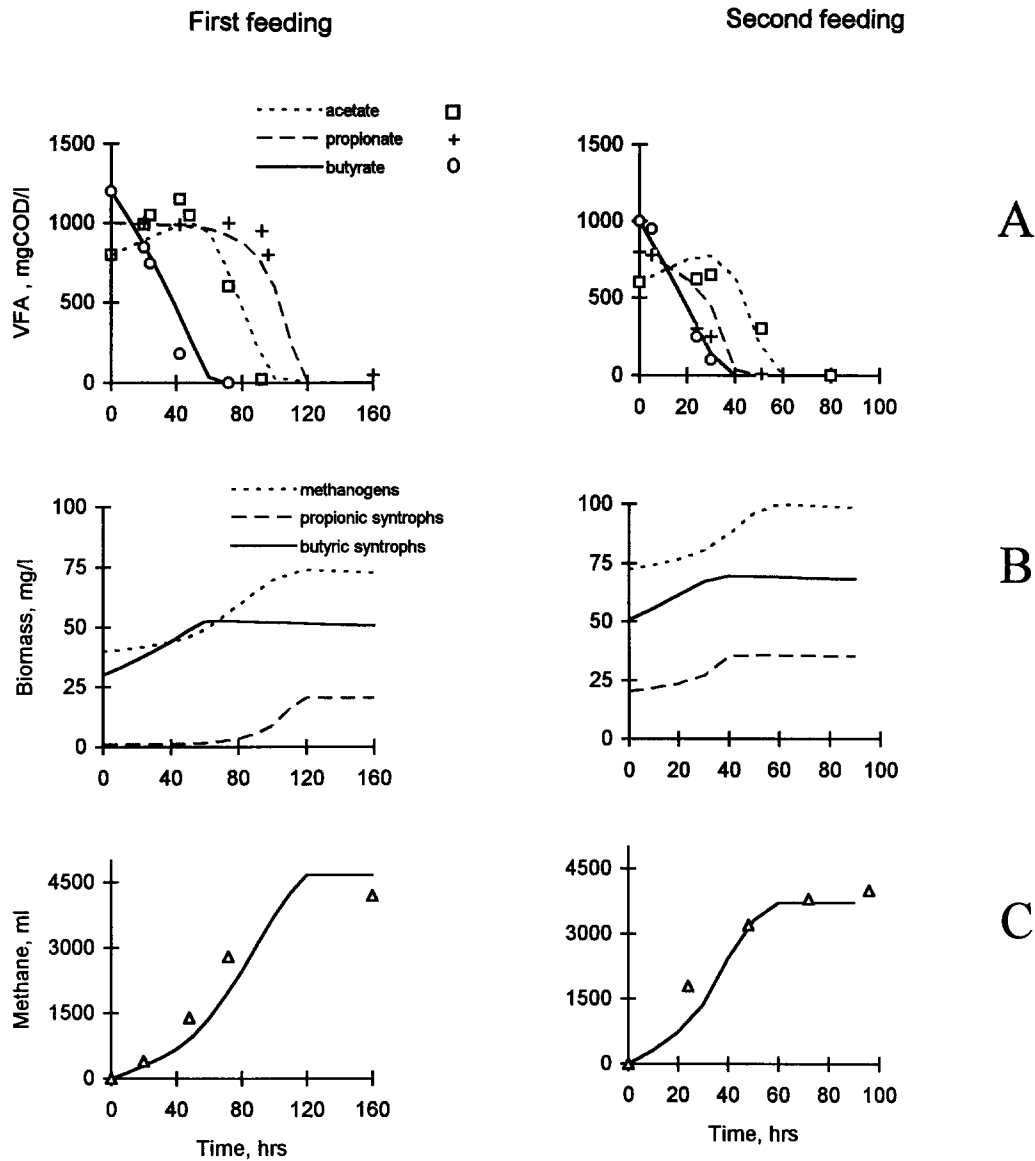 First feeding
Second feeding
acetate
propionate
butyrate
VFA , mgCOD/l
1500
1000
500
0
0 40 80 120 160
1500
1000
500
0
0 20 40 60 80 100
A
methanogens
propionic syntrophs
butyric syntrophs
Biomass, mg/l
100
75
50
25
0
0 40 80 120 160
100
75
50
25
0
0 20 40 60 80 100
B
Methane, ml
4500
3000
1500
0
0 40 80 120 160
Time, hrs
4500
3000
1500
0
0 20 40 60 80 100
Time, hrs
C